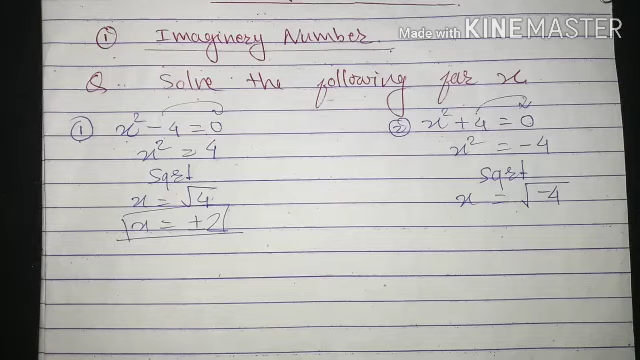 Made with KINEMASTER
① Imaginery Number.
Q. Solve the following for x.
① x² - 4 = 0
x² = 4
Sqrt
x = √4
x = +2
② x² + 4 = 0
x² = -4
Sqrt
x = √-4